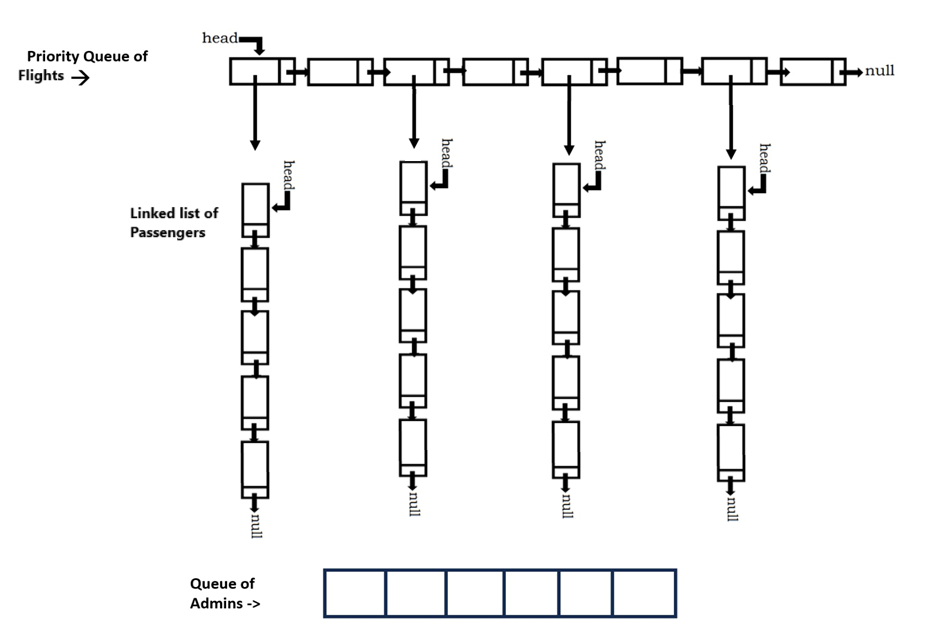 head
Priority Queue of
Flights →
null
head
head
head
head
Linked list of
Passengers
null
null
null
null
Queue of
Admins ->